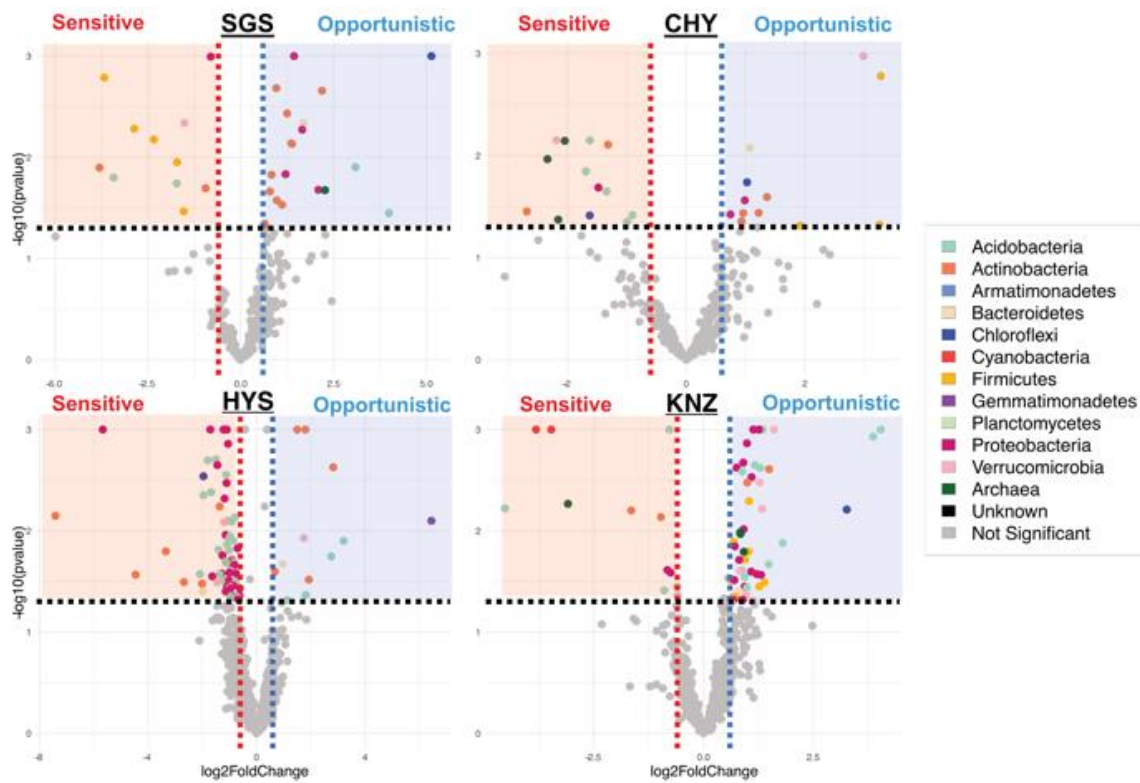 Sensitive SGS Opportunistic
3
2
1
0
-log10(pvalue)
-5.0 -2.5 0.0 2.5 5.0
Sensitive CHY Opportunistic
3
2
1
0
-2 0 2
Sensitive HYS Opportunistic
3
2
1
0
-log10(pvalue)
-8 -4 0 4
log2FoldChange
Sensitive KNZ Opportunistic
3
2
1
0
-2.5 0.0 2.5
log2FoldChange
Acidobacteria
Actinobacteria
Armatimonadetes
Bacteroidetes
Chloroflexi
Cyanobacteria
Firmicutes
Gemmatimonadetes
Planctomycetes
Proteobacteria
Verrucomicrobia
Archaea
Unknown
Not Significant